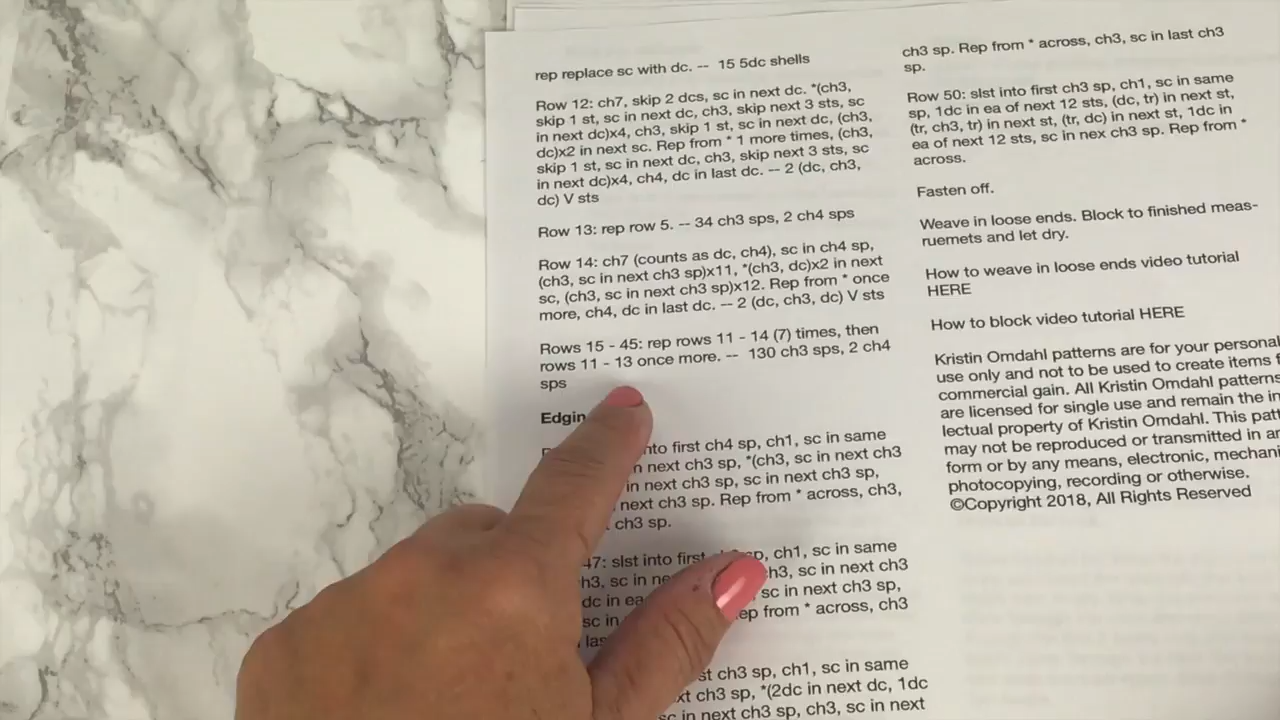 rep replace sc with dc. -- 15 5dc shells
Row 12: ch7, skip 2 dcs, sc in next dc. *(ch3,
skip 1 st, sc in next dc, ch3, skip next 3 sts, sc
in next dc)x4, ch3, skip 1 st, sc in next dc, (ch3,
dc)x2 in next sc. Rep from * 1 more times, (ch3,
skip 1 st, sc in next dc, ch3, skip next 3 sts, sc
in next dc)x4, ch4, dc in last dc. -- 2 (dc, ch3,
dc) V sts
Row 13: rep row 5. -- 34 ch3 sps, 2 ch4 sps
Row 14: ch7 (counts as dc, ch4), sc in ch4 sp,
(ch3, sc in next ch3 sp)x11, *(ch3, dc)x2 in next
sc, (ch3, sc in next ch3 sp)x12. Rep from * once
more, ch4, dc in last dc. -- 2 (dc, ch3, dc) V sts
Rows 15 - 45: rep rows 11 - 14 (7) times, then
rows 11 - 13 once more. -- 130 ch3 sps, 2 ch4
sps
Edgin
into first ch4 sp, ch1, sc in same
n next ch3 sp, *(ch3, sc in next ch3
in next ch3 sp, sc in next ch3 sp,
next ch3 sp. Rep from * across, ch3,
ch3 sp.
47: slst into first sp, ch1, sc in same
h3, sc in ne ch3, sc in next ch3
dc in ea sc in next ch3 sp,
sc in ep from * across, ch3
las
st ch3 sp, ch1, sc in same
xt ch3 sp, *(2dc in next dc, 1dc
sc in next ch3 sp, ch3, sc in next
ch3 sp. Rep from * across, ch3, sc in last ch3
sp.
Row 50: slst into first ch3 sp, ch1, sc in same
sp, 1dc in ea of next 12 sts, (dc, tr) in next st,
(tr, ch3, tr) in next st, (tr, dc) in next st, 1dc in
ea of next 12 sts, sc in nex ch3 sp. Rep from *
across.
Fasten off.
Weave in loose ends. Block to finished meas-
ruemets and let dry.
How to weave in loose ends video tutorial
HERE
How to block video tutorial HERE
Kristin Omdahl patterns are for your personal
use only and not to be used to create items f
commercial gain. All Kristin Omdahl patterns
are licensed for single use and remain the in
lectual property of Kristin Omdahl. This patt
may not be reproduced or transmitted in an
form or by any means, electronic, mechani
photocopying, recording or otherwise.
©Copyright 2018, All Rights Reserved